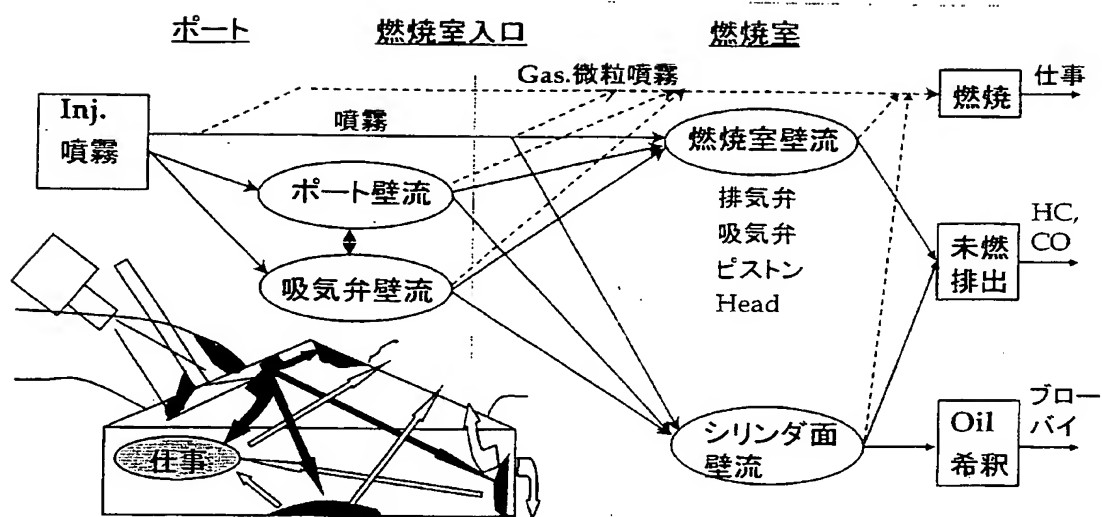 ポート
燃焼室入口
燃焼室
Gas.微粒噴霧
Inj.
噴霧
噴霧
ポート壁流
吸気弁壁流
燃焼室壁流
排気弁
吸気弁
ピストン
Head
シリンダ面
壁流
燃焼
仕事
未燃
排出
HC,
CO
Oil
希釈
ブロー
バイ
仕事